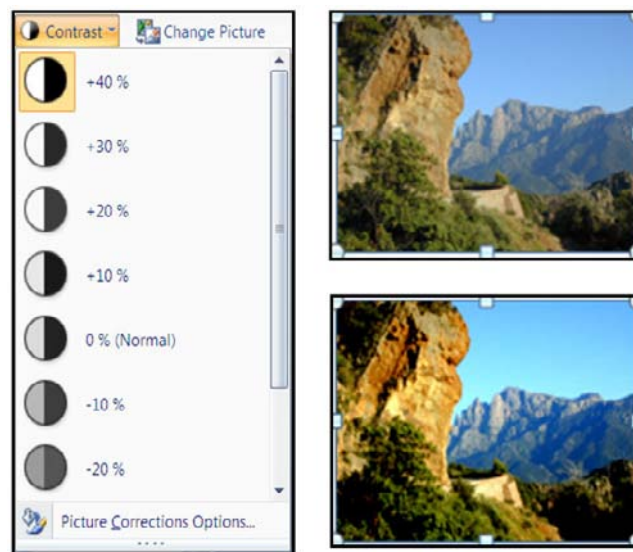 Contrast Change Picture
+40 %
+30 %
+20 %
+10 %
0 % (Normal)
-10 %
-20 %
Picture Corrections Options...